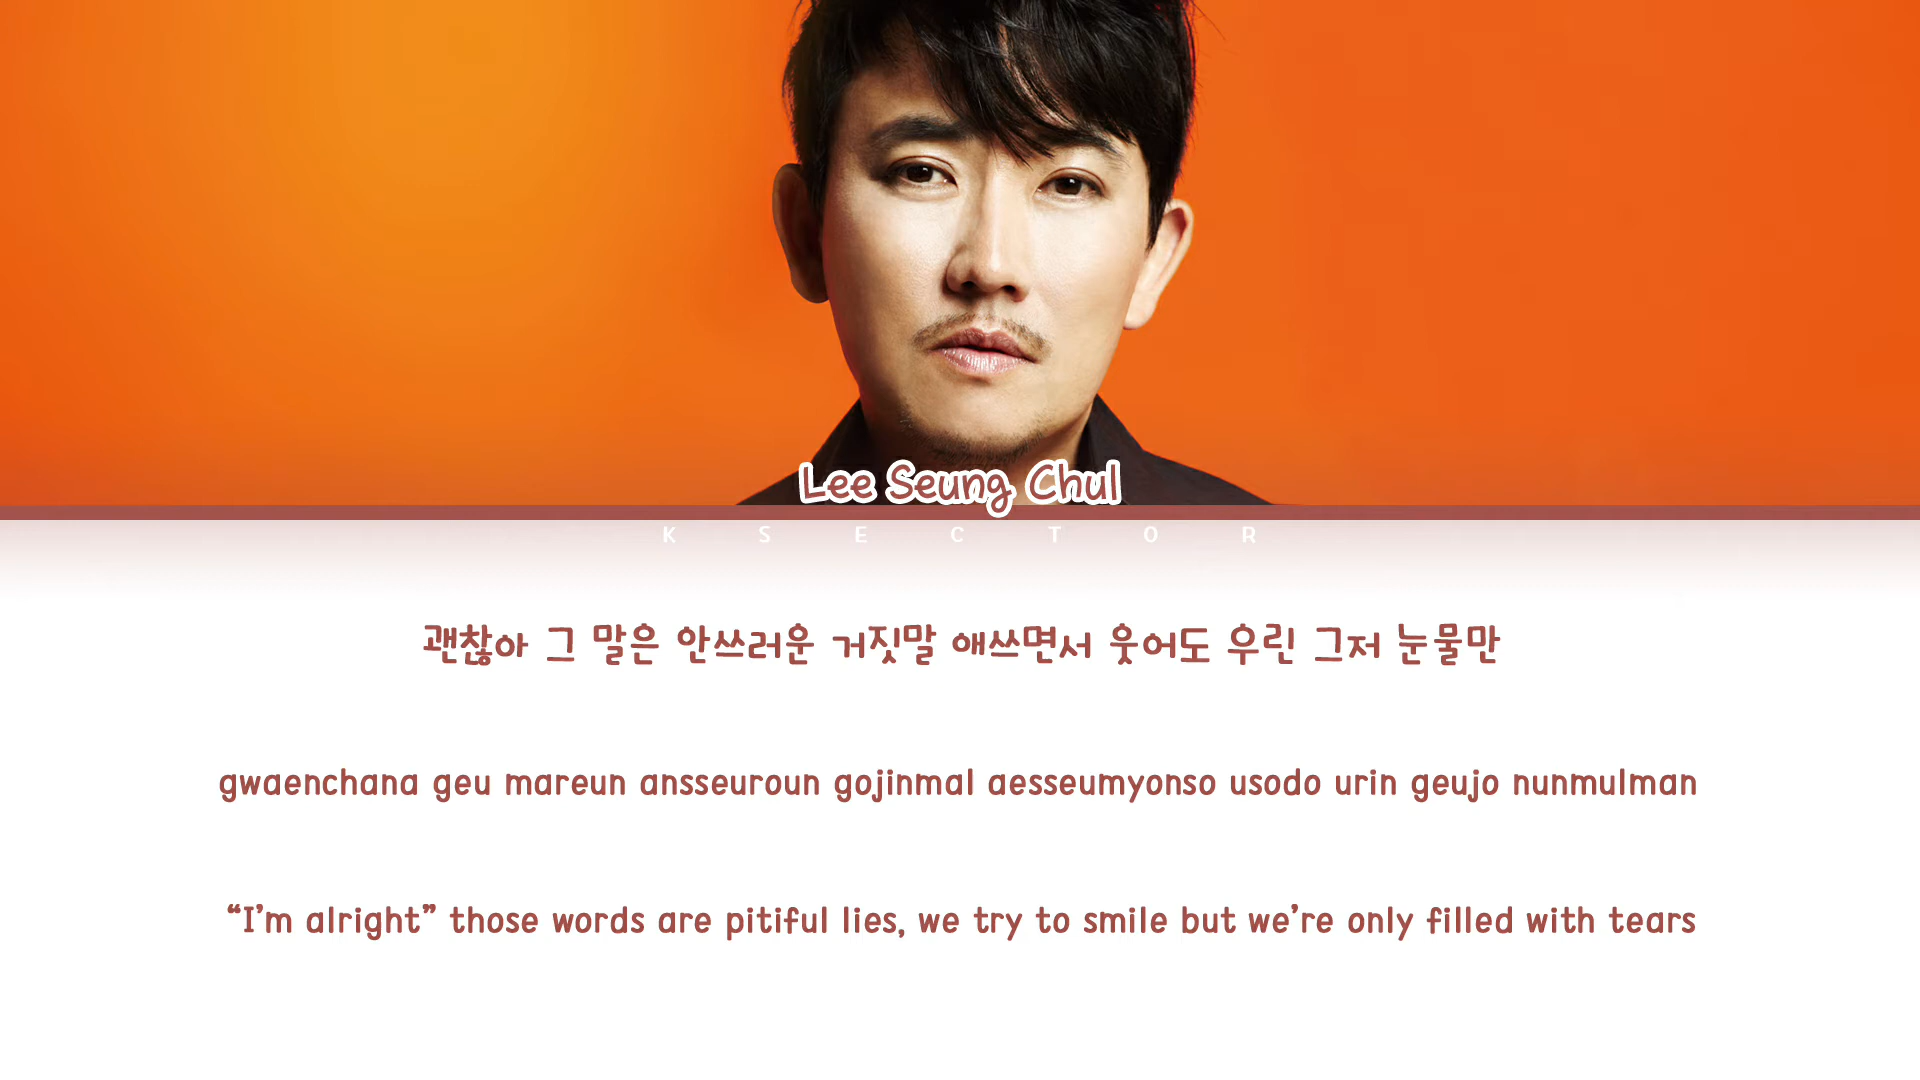 Lee Seung Chul
K S E C T O R
괜찮아 그 말은 안쓰러운 거짓말 애쓰면서 웃어도 우린 그저 눈물만
gwaenchana geu mareun ansseuroun gojinmal aesseumyonso usodo urin geujo nunmulman
“I’m alright” those words are pitiful lies, we try to smile but we’re only filled with tears